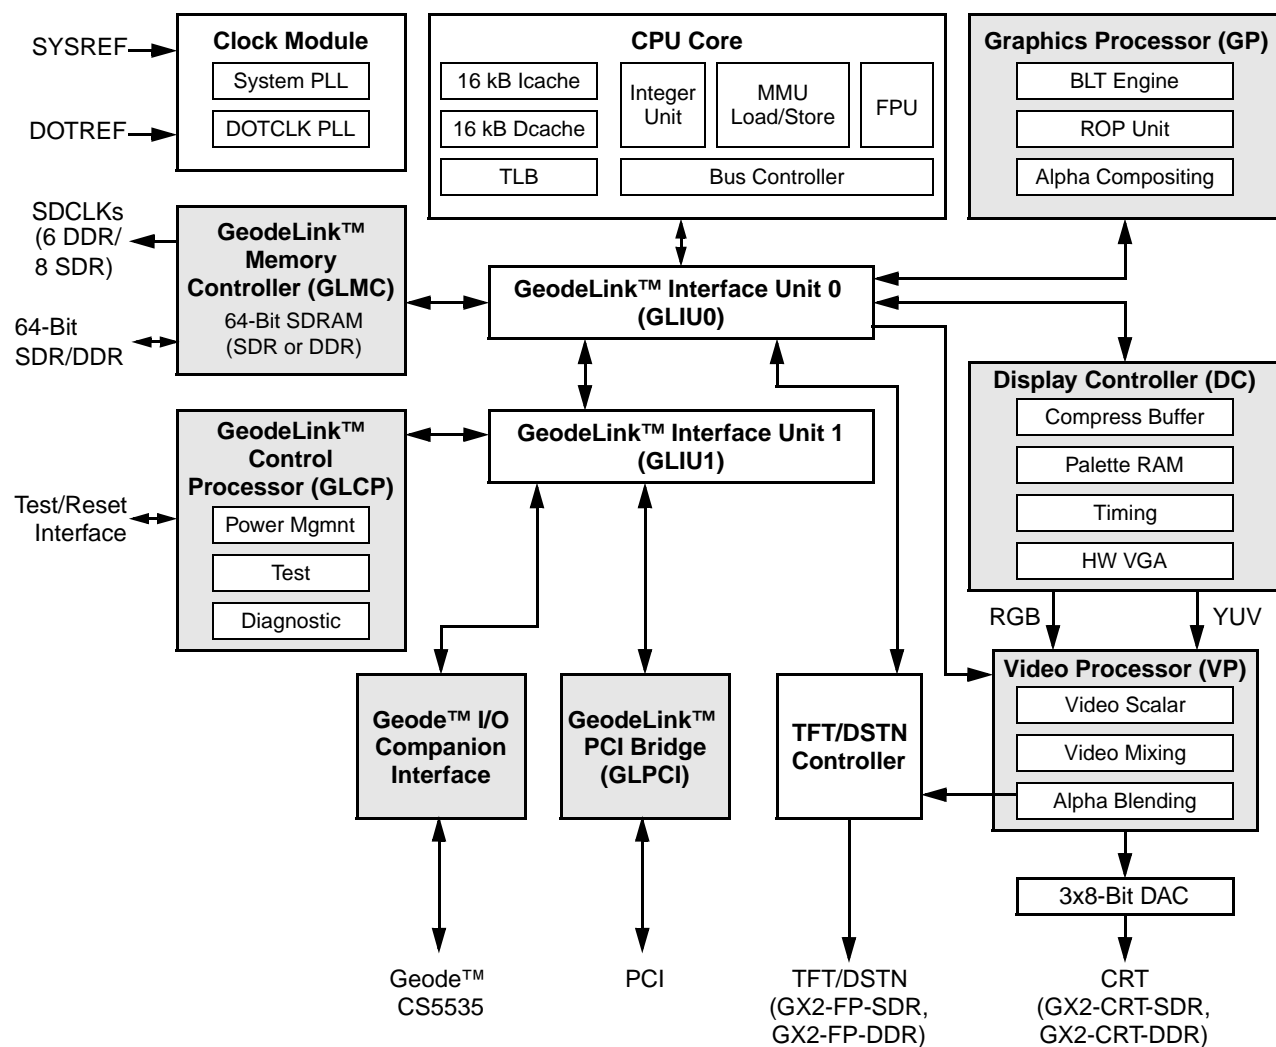 SYSREF
DOTREF
Clock Module
System PLL
DOTCLK PLL
CPU Core
16 kB Icache
16 kB Dcache
TLB
Integer
Unit
MMU
Load/Store
FPU
Bus Controller
Graphics Processor (GP)
BLT Engine
ROP Unit
Alpha Compositing
SDCLKs
(6 DDR/
8 SDR)
64-Bit
SDR/DDR
GeodeLink™
Memory
Controller (GLMC)
64-Bit SDRAM
(SDR or DDR)
GeodeLink™ Interface Unit 0
(GLIU0)
Display Controller (DC)
Compress Buffer
Palette RAM
Timing
HW VGA
GeodeLink™ Interface Unit 1
(GLIU1)
Test/Reset
Interface
GeodeLink™
Control
Processor (GLCP)
Power Mgmnt
Test
Diagnostic
RGB
YUV
Geode™ I/O
Companion
Interface
GeodeLink™
PCI Bridge
(GLPCI)
TFT/DSTN
Controller
Video Processor (VP)
Video Scalar
Video Mixing
Alpha Blending
3x8-Bit DAC
Geode™
CS5535
PCI
TFT/DSTN
(GX2-FP-SDR,
GX2-FP-DDR)
CRT
(GX2-CRT-SDR,
GX2-CRT-DDR)